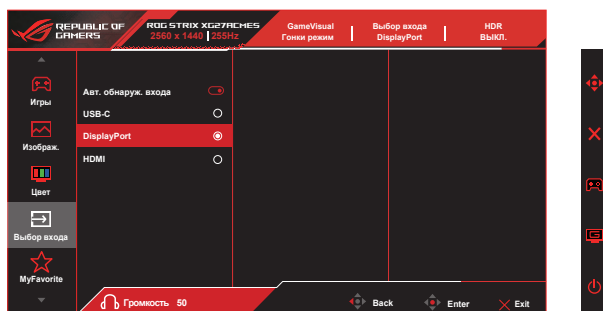 REPUBLIC OF GAMERS
ROG STRIX XG27ACMES
2560 x 1440 255Hz
GameVisual
Гонки режим
Выбор входа
DisplayPort
HDR
ВЫКЛ.
Игры
Изображ.
Цвет
Выбор входа
MyFavorite
Авт. обнаруж. входа
USB-C
DisplayPort
HDMI
Громкость 50
Back
Enter
Exit